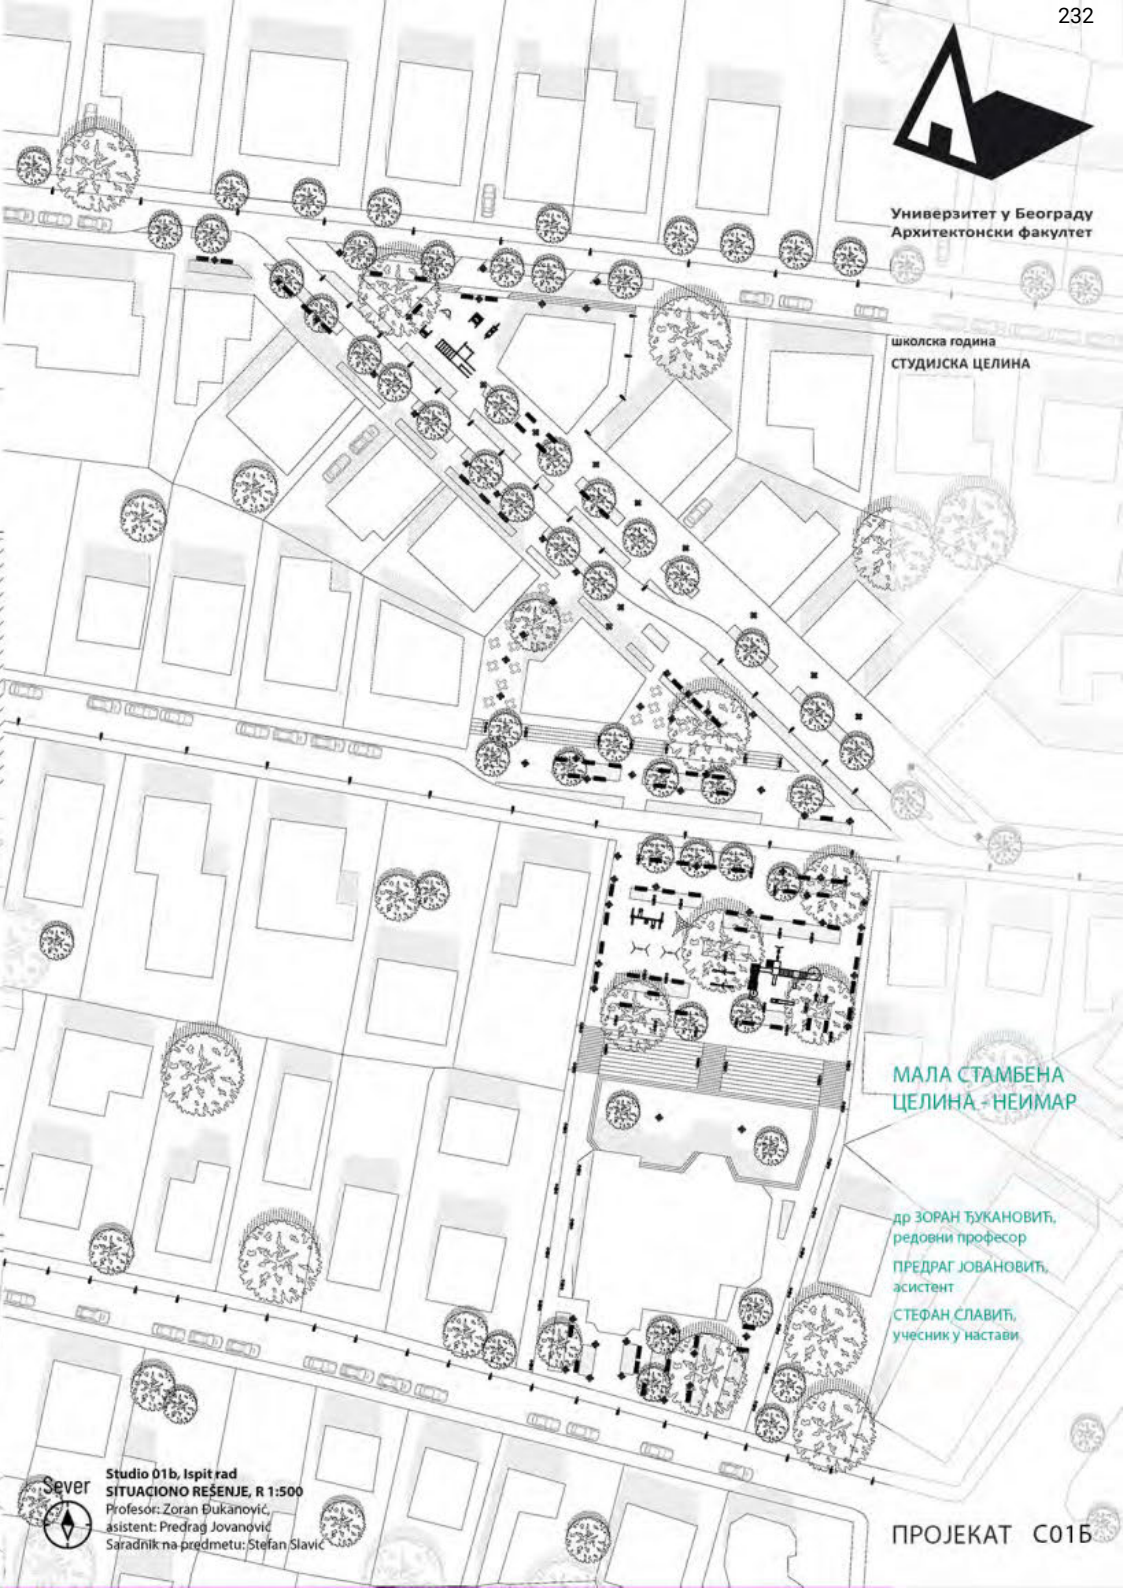 232
Универзитет у Београду
Архитектонски факултет
школска година
СТУДИЈСКА ЦЕЛИНА
МАЛА СТАМБЕНА
ЦЕЛИНА - НЕИМАР
др ЗОРАН ЂУКАНОВИЋ,
редовни професор
ПРЕДРАГ ЈОВАНОВИЋ,
асистент
СТЕФАН СЛАВИЋ,
учесник у настави
Sever
Studio 01b, Ispit rad
SITUACIONO REŠENJE, R 1:500
Profesor: Zoran Đukanović,
asistent: Predrag Jovanović
Saradnik na predmetu: Stefan Slavić
ПРОЈЕКАТ С01Б